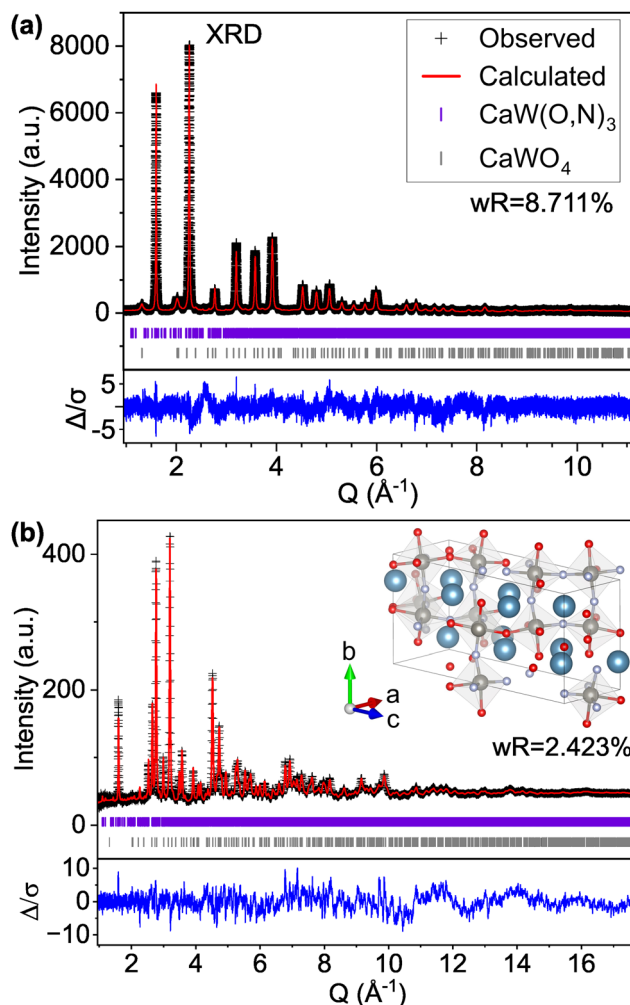 (a)
XRD
Observed
Calculated
CaW(O,N)₃
CaWO₄
wR=8.711%
Intensity (a.u.)
8000
6000
4000
2000
0
Δ/σ
5
0
-5
2 4 6 8 10
Q (Å⁻¹)
(b)
Intensity (a.u.)
400
200
0
b
a
c
wR=2.423%
Δ/σ
10
0
−10
2 4 6 8 10 12 14 16
Q (Å⁻¹)